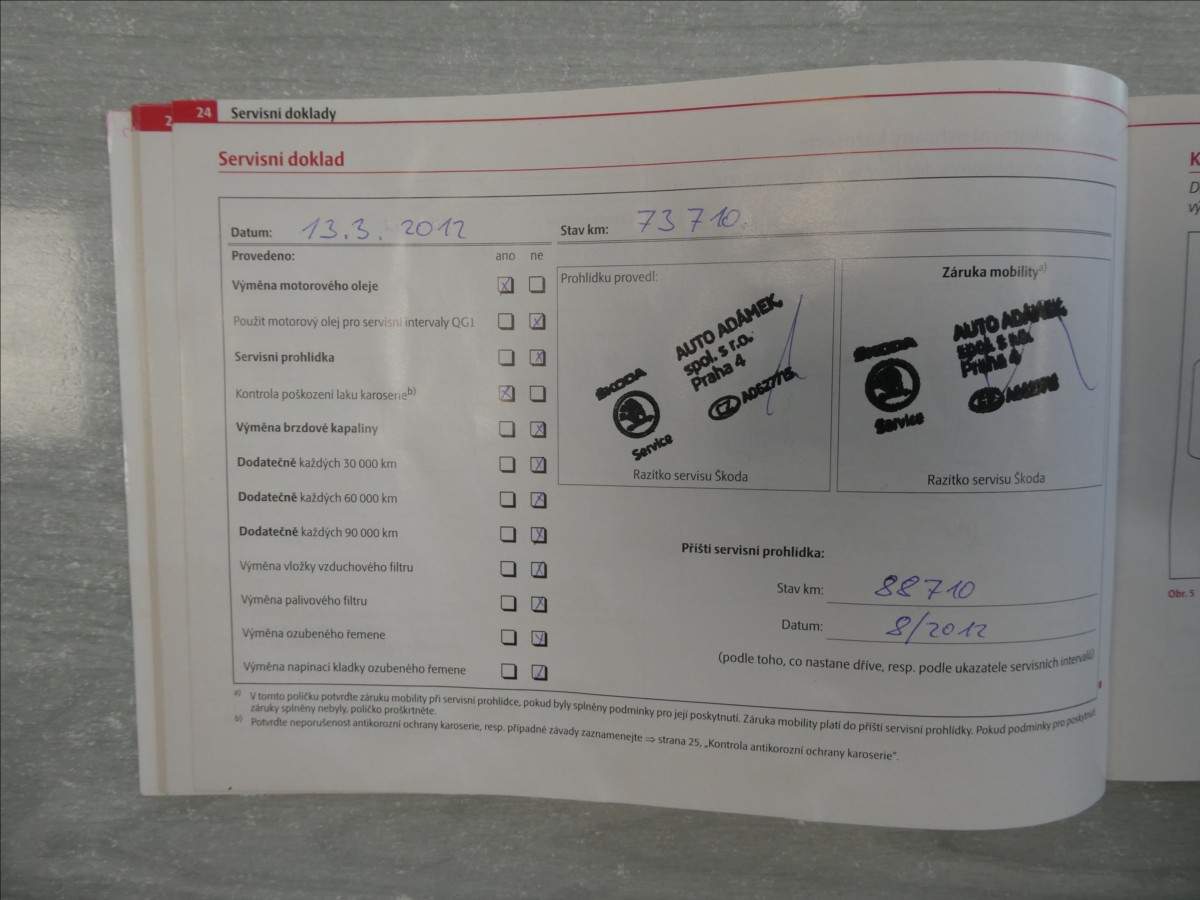 2
24 Servisní doklady
Servisní doklad
Datum: 13.3. 2012
Stav km: 73710.
Provedeno: ano ne
Výměna motorového oleje
Použit motorový olej pro servisní intervaly QG1
Servisní prohlídka
Kontrola poškození laku karoserie b)
Výměna brzdové kapaliny
Dodatečně každých 30 000 km
Dodatečně každých 60 000 km
Dodatečně každých 90 000 km
Výměna vložky vzduchového filtru
Výměna palivového filtru
Výměna ozubeného řemene
Výměna napínací kladky ozubeného řemene
Prohlídku provedl:
ŠKODA
Service
AUTO ADÁMEK,
spol. s r.o.
Praha 4
CZ A0627715
Razítko servisu Škoda
Záruka mobility a)
ŠKODA
Service
AUTO ADÁMEK,
spol. s r.o.
Praha 4
CZ
Razítko servisu Škoda
Příští servisní prohlídka:
Stav km: 88710
Datum: 8/2012
(podle toho, co nastane dříve, resp. podle ukazatele servisních intervalů)
a) V tomto políčku potvrďte záruku mobility při servisní prohlídce, pokud byly splněny podmínky pro její poskytnutí. Záruka mobility platí do příští servisní prohlídky. Pokud podmínky pro poskytnutí
záruky splněny nebyly, políčko proškrtněte.
b) Potvrďte neporušenost antikorozní ochrany karoserie, resp. případné závady zaznamenejte ⇒ strana 25, „Kontrola antikorozní ochrany karoserie“.
K
D
vý
Obr. 5